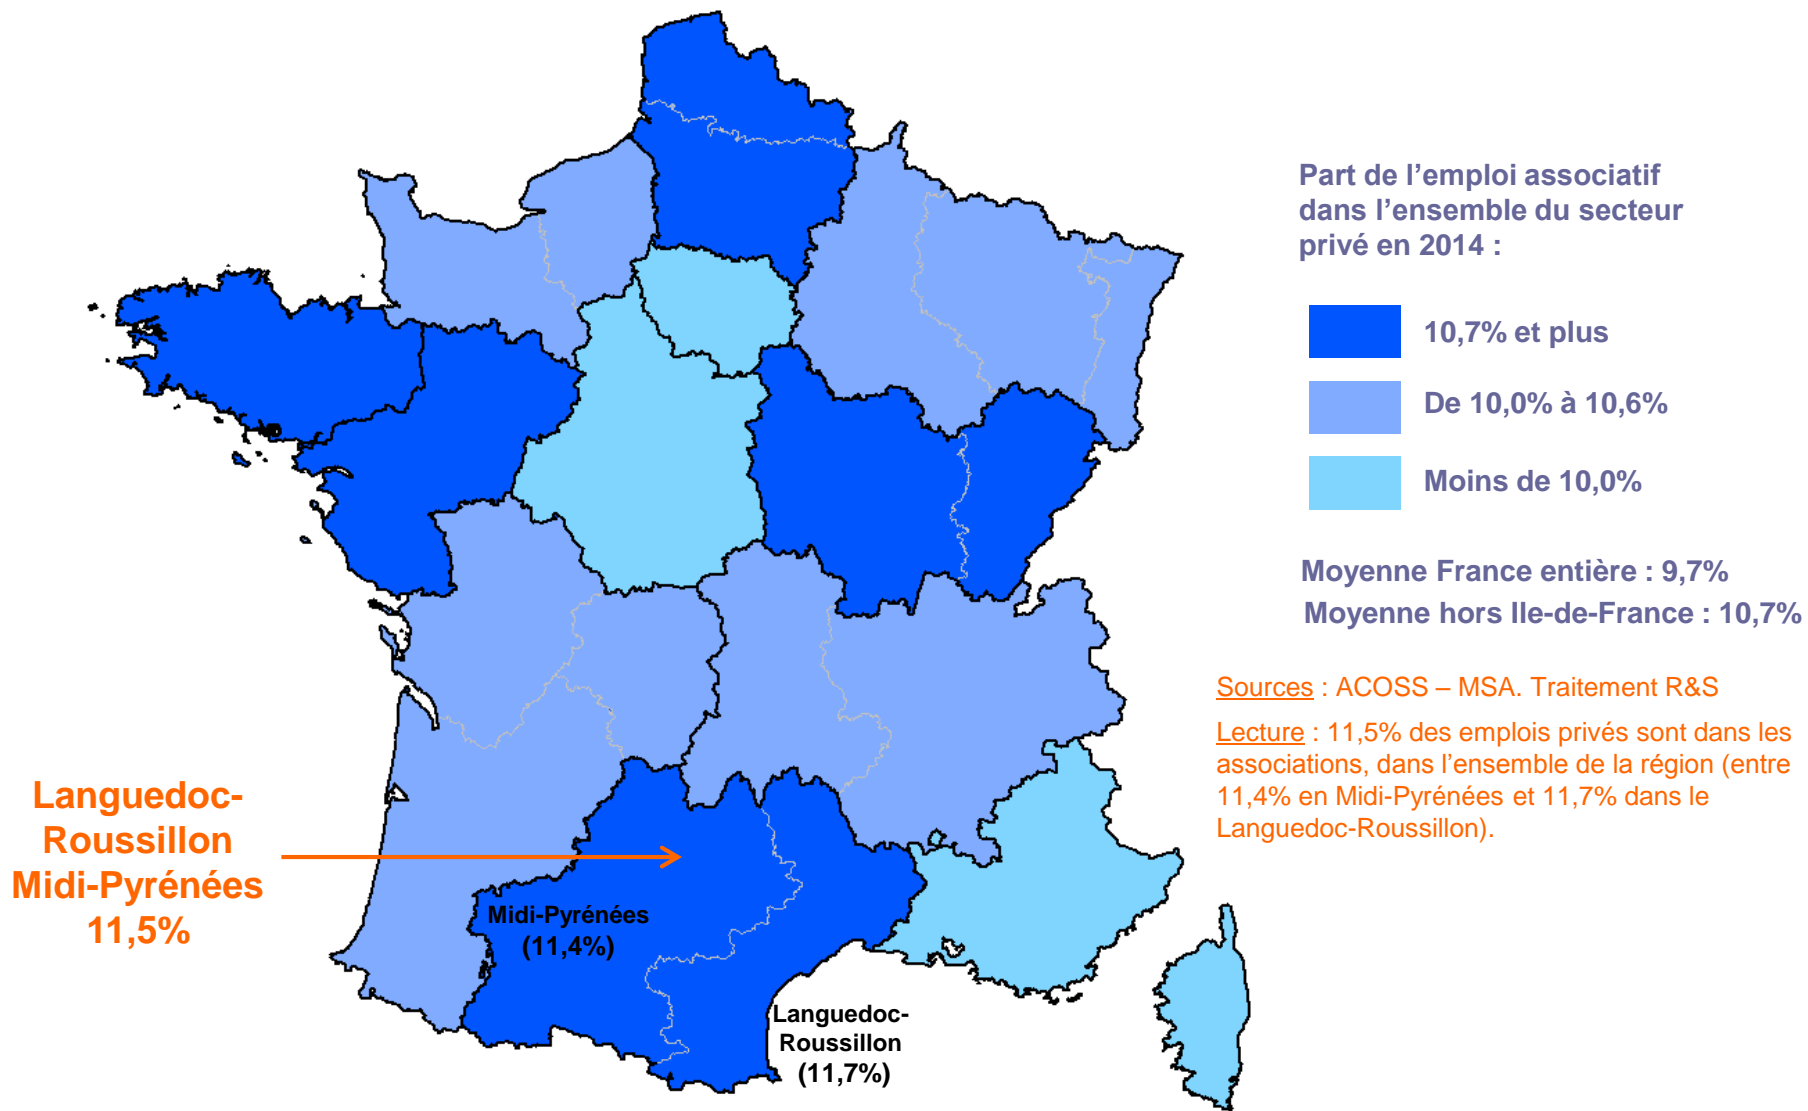 Part de l’emploi associatif
dans l’ensemble du secteur
privé en 2014 :
10,7% et plus
De 10,0% à 10,6%
Moins de 10,0%
Moyenne France entière : 9,7%
Moyenne hors Ile-de-France : 10,7%
Sources : ACOSS – MSA. Traitement R&S
Lecture : 11,5% des emplois privés sont dans les
associations, dans l’ensemble de la région (entre
11,4% en Midi-Pyrénées et 11,7% dans le
Languedoc-Roussillon).
Languedoc-
Roussillon
Midi-Pyrénées
11,5%
Midi-Pyrénées
(11,4%)
Languedoc-
Roussillon
(11,7%)